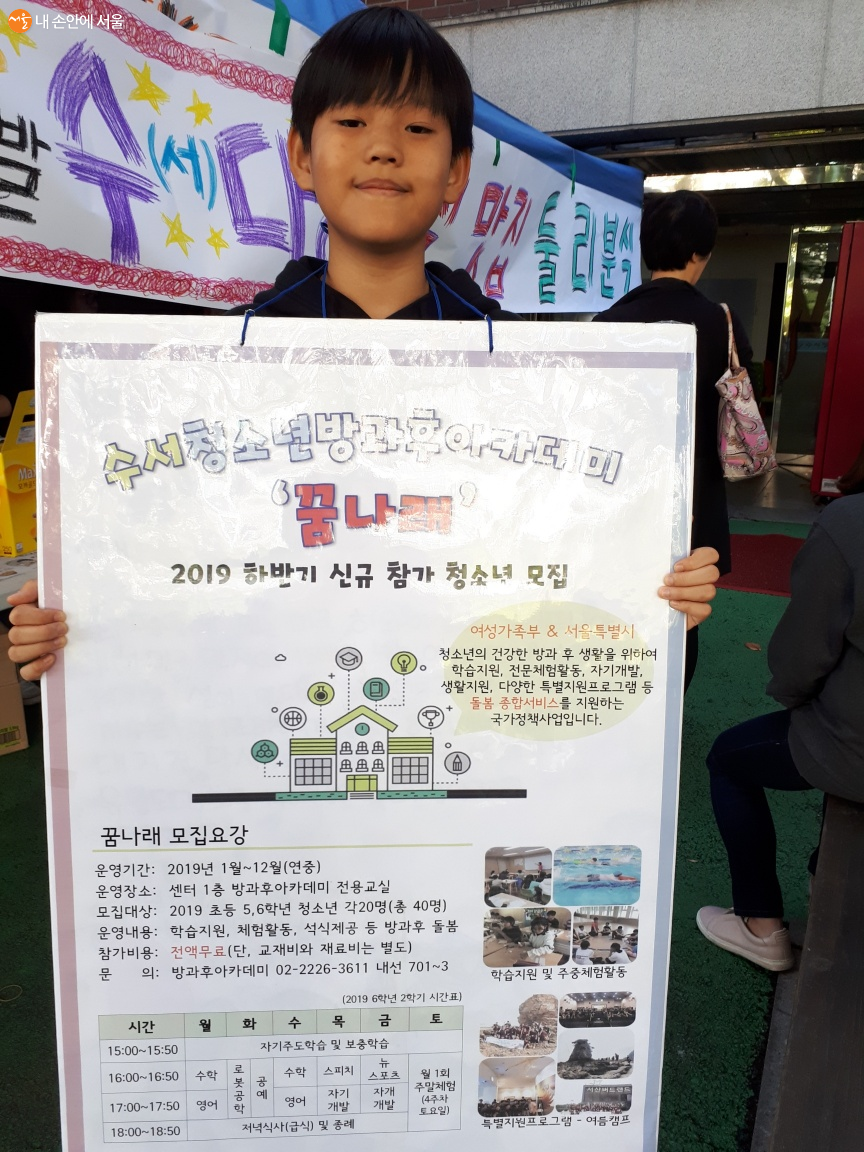 내 손안에 서울
밤
수(세)다
맞지
둘리분식
수서청소년방과후아카데미
‘꿈나래’
2019 하반기 신규 참가 청소년 모집
여성가족부 & 서울특별시
청소년의 건강한 방과 후 생활을 위하여
학습지원, 전문체험활동, 자기개발,
생활지원, 다양한 특별지원프로그램 등
돌봄 종합서비스를 지원하는
국가정책사업입니다.
꿈나래 모집요강
운영기간: 2019년 1월~12월(연중)
운영장소: 센터 1층 방과후아카데미 전용교실
모집대상: 2019 초등 5,6학년 청소년 각20명(총 40명)
운영내용: 학습지원, 체험활동, 석식제공 등 방과후 돌봄
참가비용: 전액무료(단, 교재비와 재료비는 별도)
문 의: 방과후아카데미 02-2226-3611 내선 701~3
학습지원 및 주중체험활동
(2019 6학년 2학기 시간표)
시간 월 화 수 목 금 토
15:00~15:50 자기주도학습 및 보충학습
16:00~16:50 수학 로봇공학 공예 수학 스피치 뉴스포츠 월 1회 주말체험 (4주차 토요일)
17:00~17:50 영어 영어 자기개발 자개개발
18:00~18:50 저녁식사(급식) 및 종례
특별지원프로그램 - 여름캠프